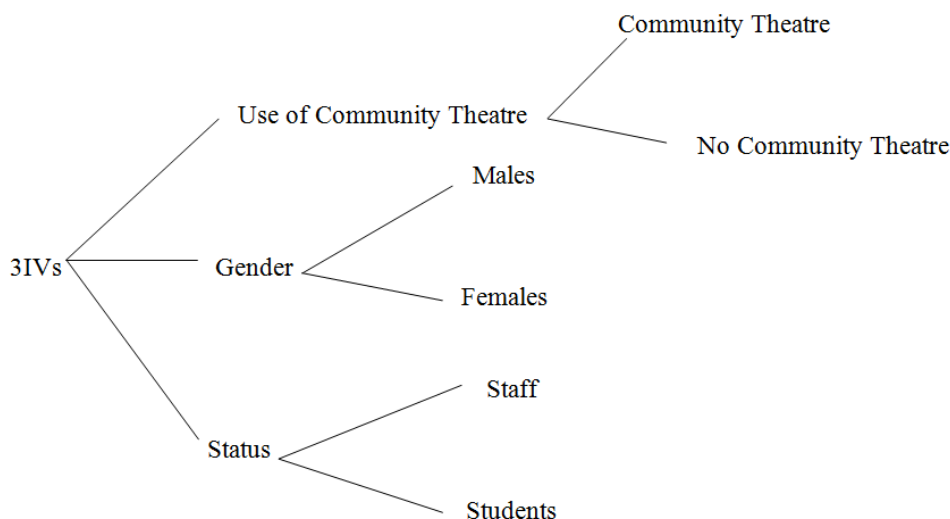 Community Theatre
Use of Community Theatre
No Community Theatre
Males
3IVs
Gender
Females
Staff
Status
Students